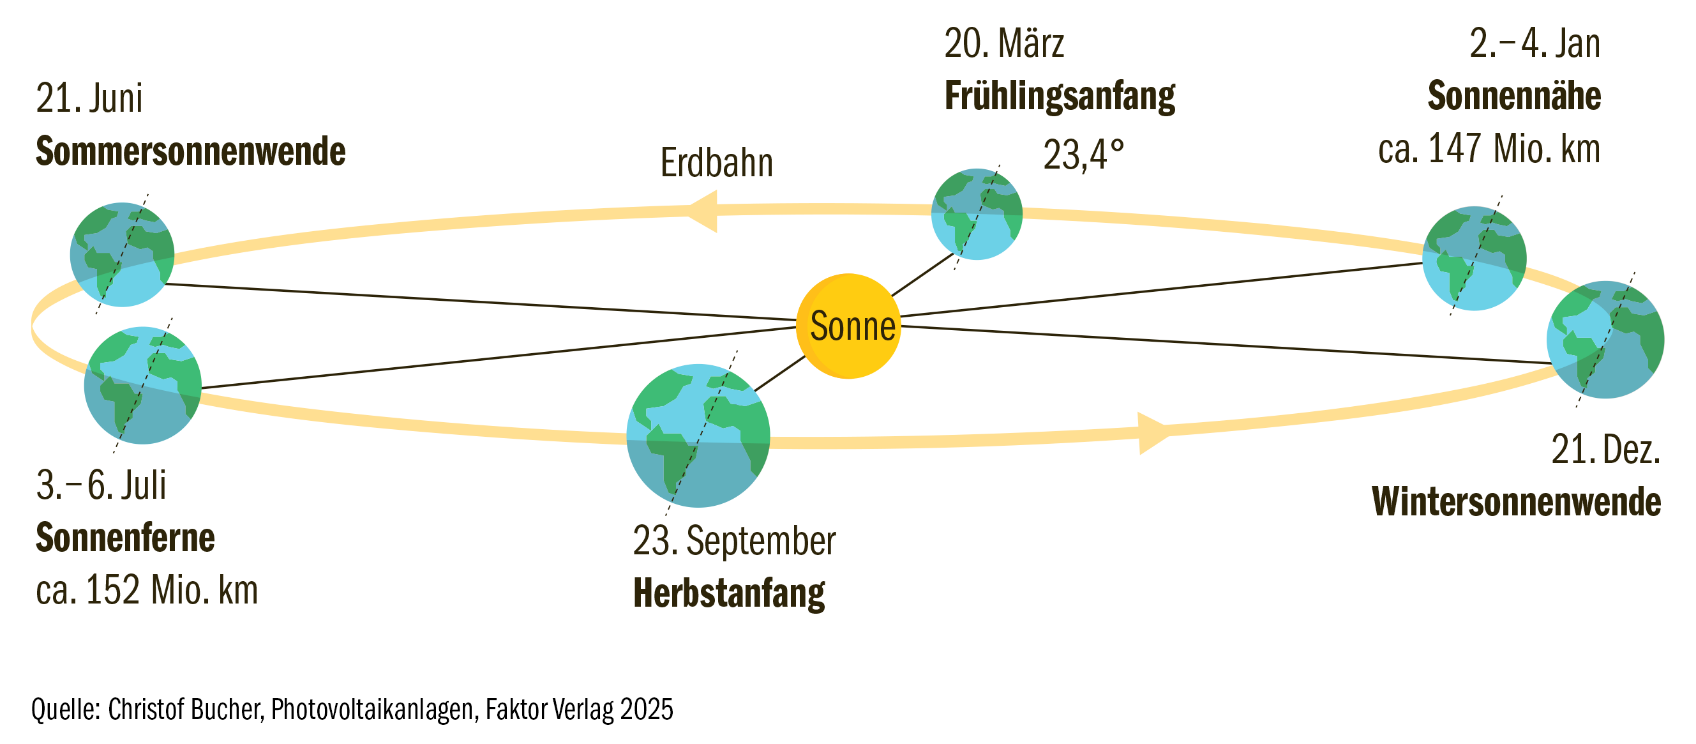 21. Juni
Sommersonnenwende
Erdbahn
20. März
Frühlingsanfang
23,4°
2.–4. Jan
Sonnennähe
ca. 147 Mio. km
Sonne
3.–6. Juli
Sonnenferne
ca. 152 Mio. km
23. September
Herbstanfang
21. Dez.
Wintersonnenwende
Quelle: Christof Bucher, Photovoltaikanlagen, Faktor Verlag 2025